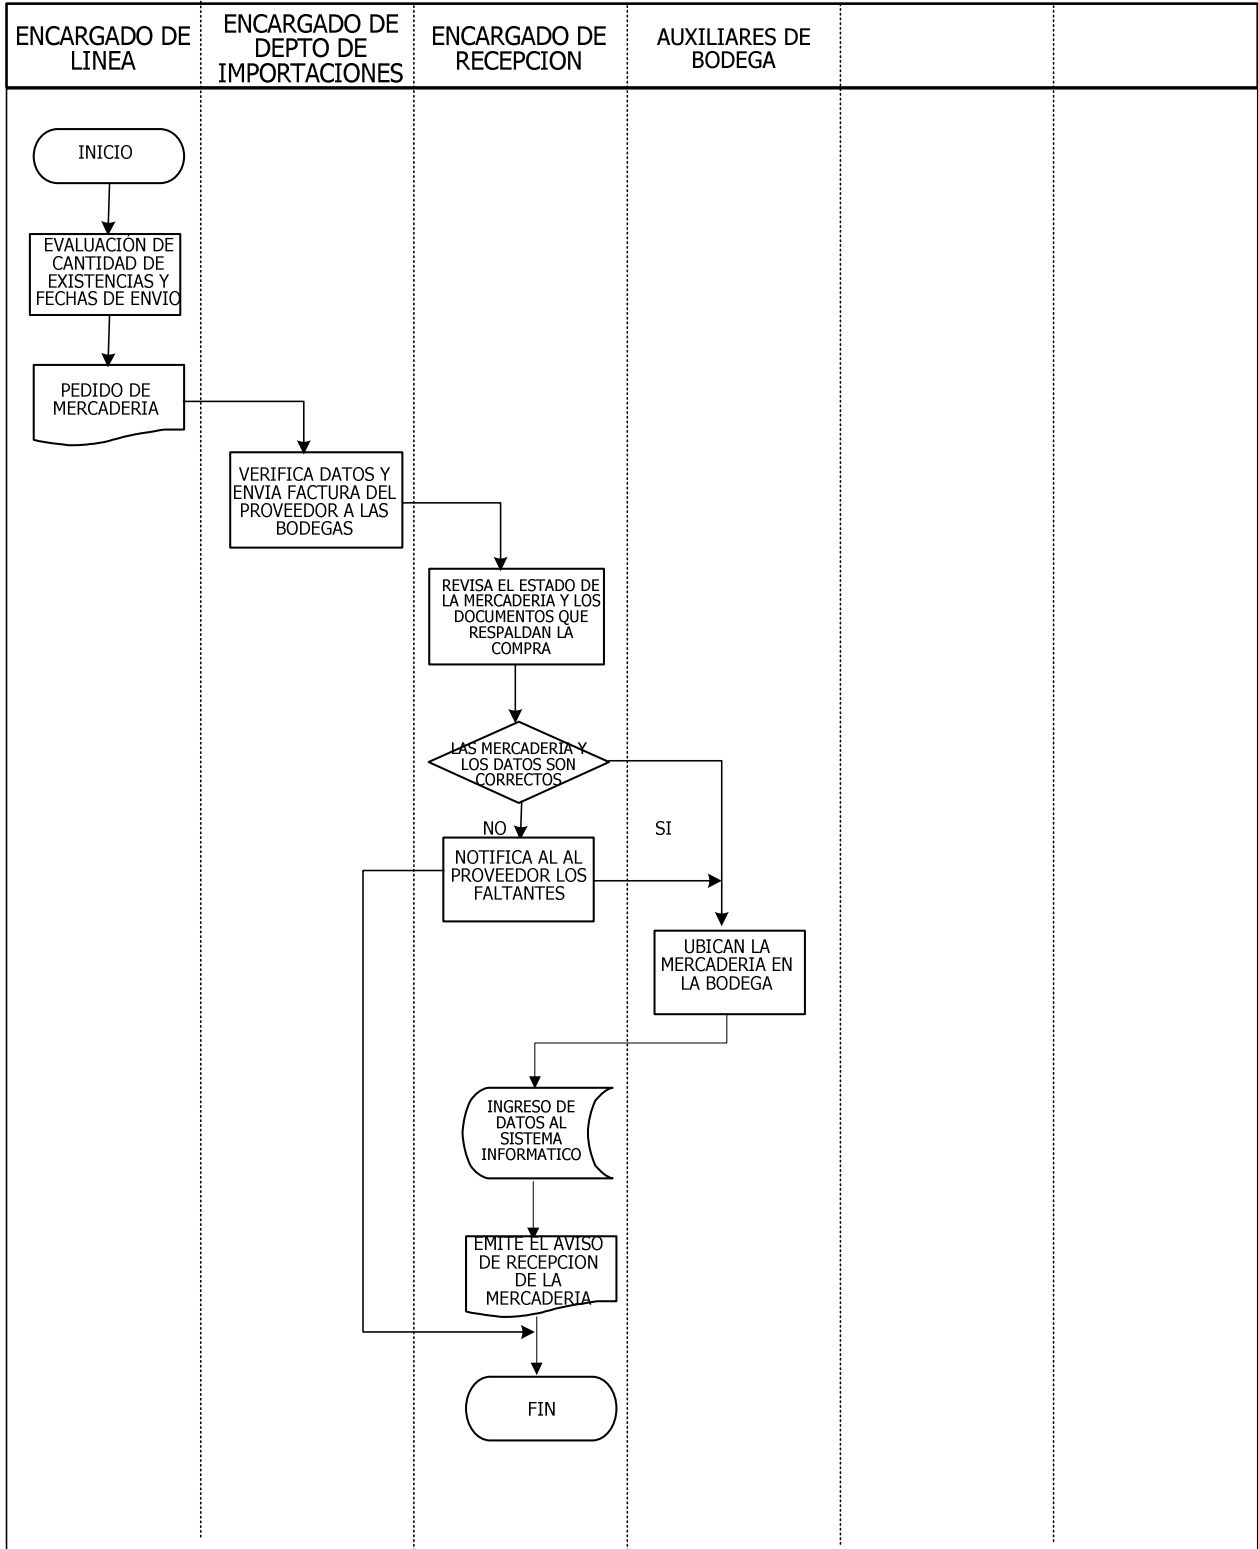 ENCARGADO DE
LINEA
ENCARGADO DE
DEPTO DE
IMPORTACIONES
ENCARGADO DE
RECEPCION
AUXILIARES DE
BODEGA
INICIO
EVALUACIÓN DE
CANTIDAD DE
EXISTENCIAS Y
FECHAS DE ENVIO
PEDIDO DE
MERCADERIA
VERIFICA DATOS Y
ENVIA FACTURA DEL
PROVEEDOR A LAS
BODEGAS
REVISA EL ESTADO DE
LA MERCADERIA Y LOS
DOCUMENTOS QUE
RESPALDAN LA
COMPRA
LAS MERCADERIA Y
LOS DATOS SON
CORRECTOS
NO
SI
NOTIFICA AL AL
PROVEEDOR LOS
FALTANTES
UBICAN LA
MERCADERIA EN
LA BODEGA
INGRESO DE
DATOS AL
SISTEMA
INFORMATICO
EMITE EL AVISO
DE RECEPCION
DE LA
MERCADERIA
FIN